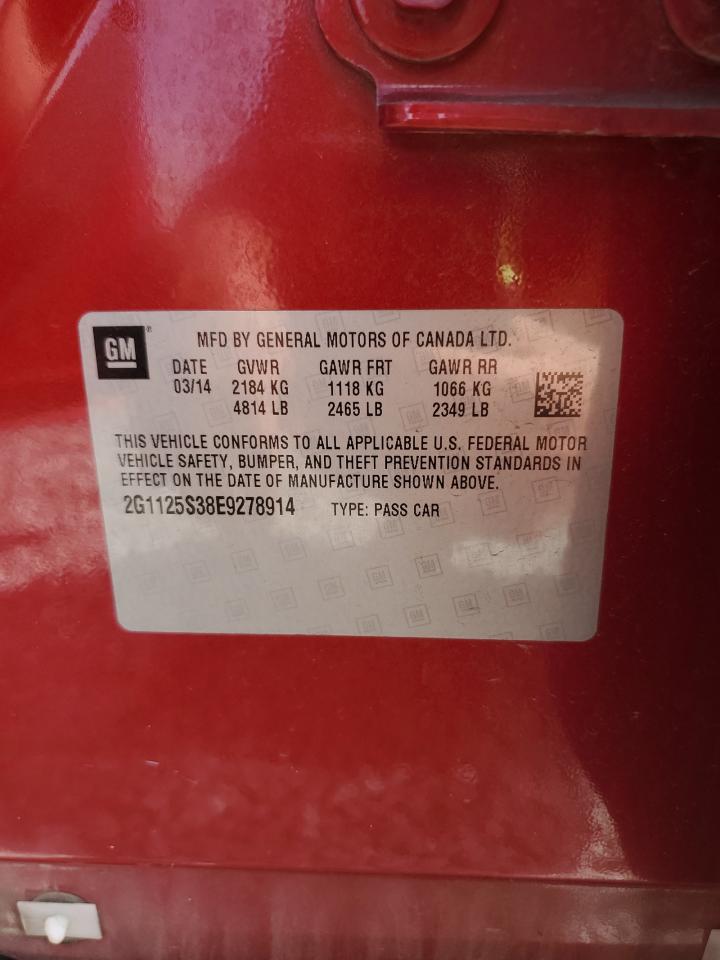 GM®
MFD BY GENERAL MOTORS OF CANADA LTD.
DATE GVWR GAWR FRT GAWR RR
03/14 2184 KG 1118 KG 1066 KG
4814 LB 2465 LB 2349 LB
THIS VEHICLE CONFORMS TO ALL APPLICABLE U.S. FEDERAL MOTOR
VEHICLE SAFETY, BUMPER, AND THEFT PREVENTION STANDARDS IN
EFFECT ON THE DATE OF MANUFACTURE SHOWN ABOVE.
2G1125S38E9278914 TYPE: PASS CAR